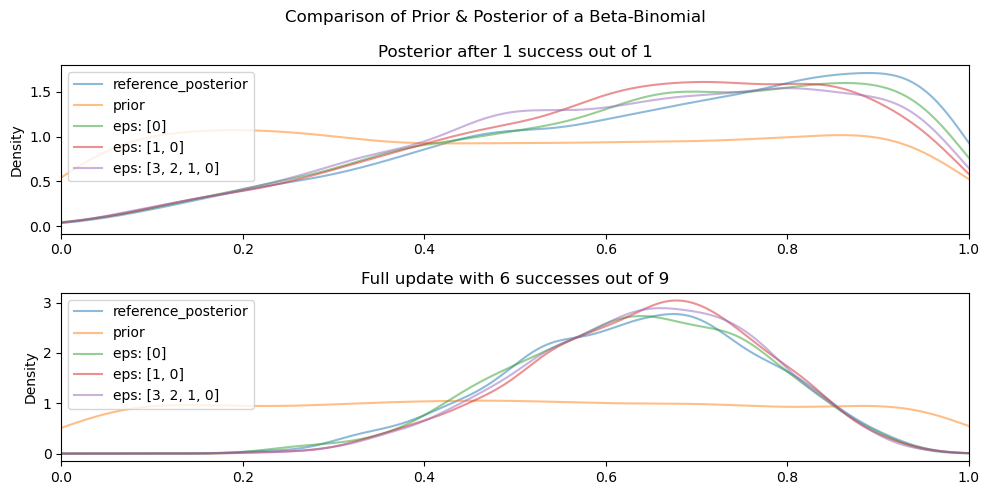 Comparison of Prior & Posterior of a Beta-Binomial
Posterior after 1 success out of 1
Density
1.5
1.0
0.5
0.0
reference_posterior
prior
eps: [0]
eps: [1, 0]
eps: [3, 2, 1, 0]
0.0 0.2 0.4 0.6 0.8 1.0
Full update with 6 successes out of 9
Density
3
2
1
0
reference_posterior
prior
eps: [0]
eps: [1, 0]
eps: [3, 2, 1, 0]
0.0 0.2 0.4 0.6 0.8 1.0